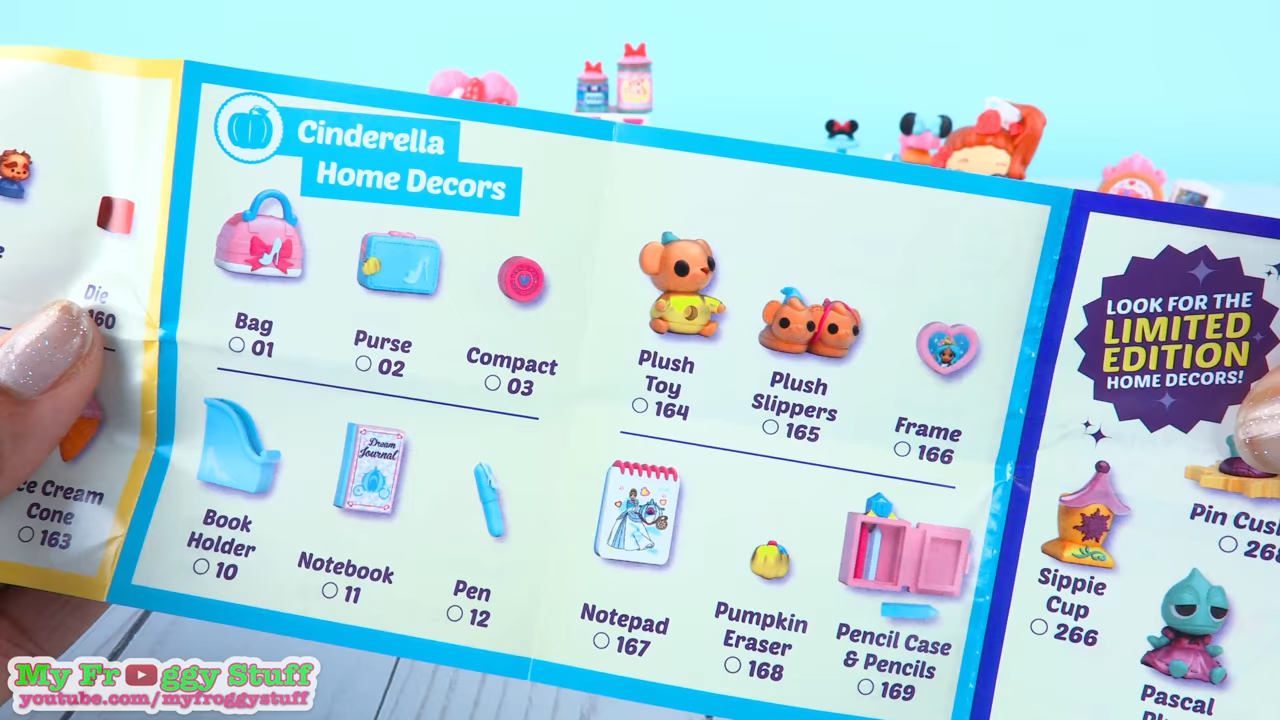 Die
160
Ice Cream
Cone
163
Cinderella
Home Decors
Bag
01
Purse
02
Compact
03
Book
Holder
10
Dream
Journal
Notebook
11
Pen
12
Plush
Toy
164
Plush
Slippers
165
Frame
166
Notepad
167
Pumpkin
Eraser
168
Pencil Case
& Pencils
169
LOOK FOR THE
LIMITED
EDITION
HOME DECORS!
Sippie
Cup
266
Pin
Pascal
My Froggy Stuff
youtube.com/myfroggystuff